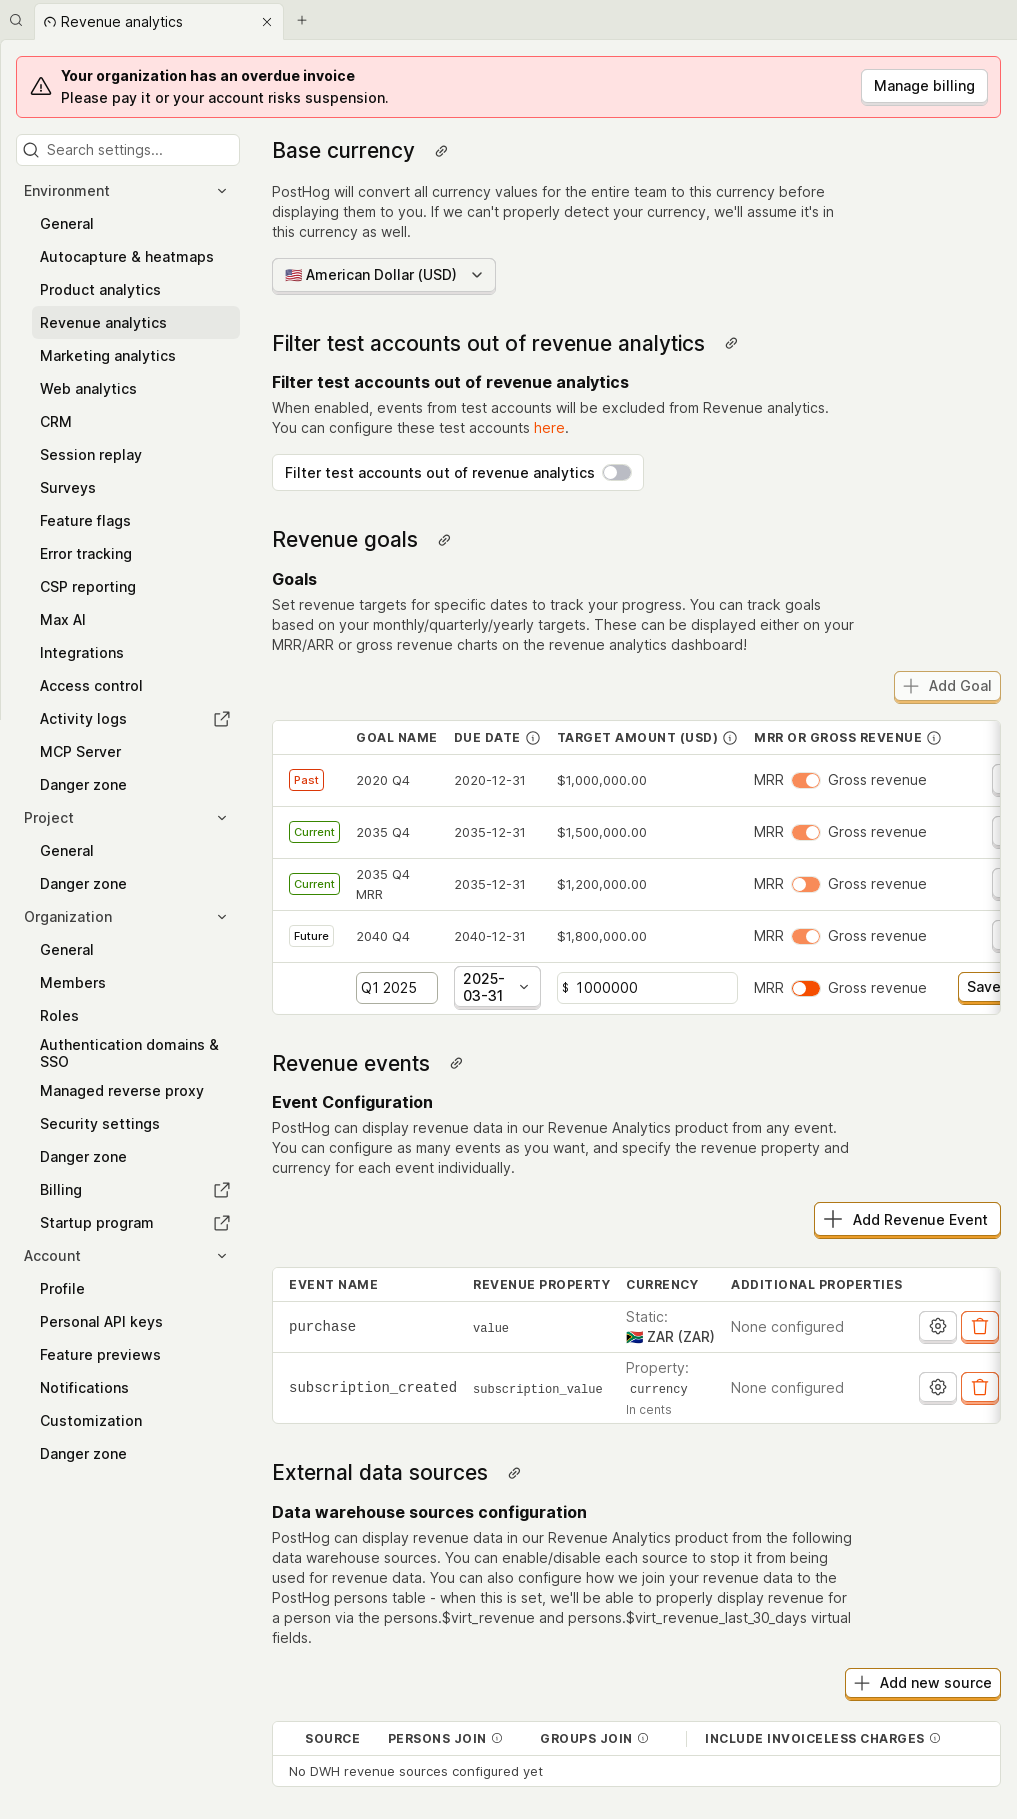 Revenue analytics
Your organization has an overdue invoice
Please pay it or your account risks suspension.
Manage billing
Search settings...
Environment
General
Autocapture & heatmaps
Product analytics
Revenue analytics
Marketing analytics
Web analytics
CRM
Session replay
Surveys
Feature flags
Error tracking
CSP reporting
Max AI
Integrations
Access control
Activity logs
MCP Server
Danger zone
Project
General
Danger zone
Organization
General
Members
Roles
Authentication domains &
SSO
Managed reverse proxy
Security settings
Danger zone
Billing
Startup program
Account
Profile
Personal API keys
Feature previews
Notifications
Customization
Danger zone
Base currency
PostHog will convert all currency values for the entire team to this currency before
displaying them to you. If we can't properly detect your currency, we'll assume it's in
this currency as well.
🇺🇸 American Dollar (USD)
Filter test accounts out of revenue analytics
Filter test accounts out of revenue analytics
When enabled, events from test accounts will be excluded from Revenue analytics.
You can configure these test accounts here.
Filter test accounts out of revenue analytics
Revenue goals
Goals
Set revenue targets for specific dates to track your progress. You can track goals
based on your monthly/quarterly/yearly targets. These can be displayed either on your
MRR/ARR or gross revenue charts on the revenue analytics dashboard!
Add Goal
GOAL NAME DUE DATE TARGET AMOUNT (USD) MRR OR GROSS REVENUE
Past 2020 Q4 2020-12-31 $1,000,000.00 MRR Gross revenue
Current 2035 Q4 2035-12-31 $1,500,000.00 MRR Gross revenue
Current 2035 Q4 MRR 2035-12-31 $1,200,000.00 MRR Gross revenue
Future 2040 Q4 2040-12-31 $1,800,000.00 MRR Gross revenue
Q1 2025 2025-03-31 $ 1000000 MRR Gross revenue Save
Revenue events
Event Configuration
PostHog can display revenue data in our Revenue Analytics product from any event.
You can configure as many events as you want, and specify the revenue property and
currency for each event individually.
Add Revenue Event
EVENT NAME REVENUE PROPERTY CURRENCY ADDITIONAL PROPERTIES
purchase value Static: 🇿🇦 ZAR (ZAR) None configured
subscription_created subscription_value Property: currency In cents None configured
External data sources
Data warehouse sources configuration
PostHog can display revenue data in our Revenue Analytics product from the following
data warehouse sources. You can enable/disable each source to stop it from being
used for revenue data. You can also configure how we join your revenue data to the
PostHog persons table - when this is set, we'll be able to properly display revenue for
a person via the persons.$virt_revenue and persons.$virt_revenue_last_30_days virtual
fields.
Add new source
SOURCE PERSONS JOIN GROUPS JOIN INCLUDE INVOICELESS CHARGES
No DWH revenue sources configured yet